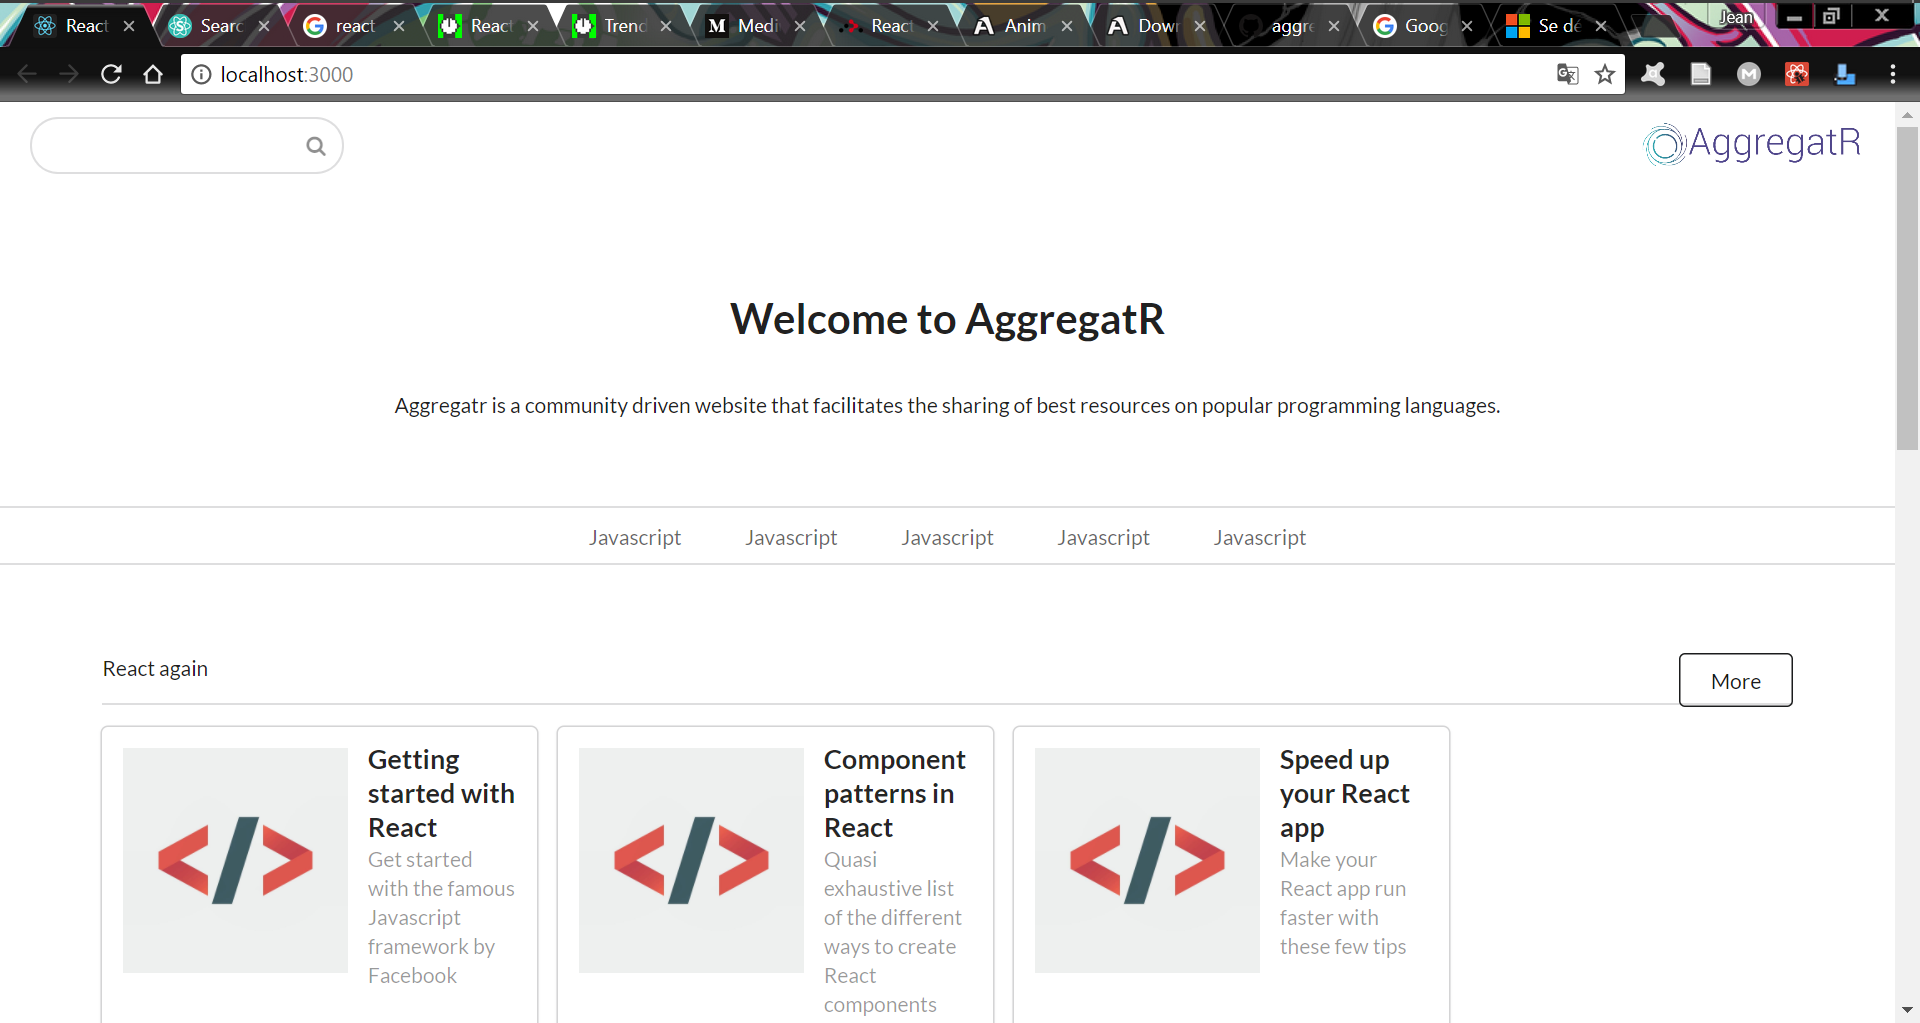 React Searc react React Trend Medi React Anim Dow aggre Goog Se dé Jean
localhost:3000
AggregatR
Welcome to AggregatR
Aggregatr is a community driven website that facilitates the sharing of best resources on popular programming languages.
Javascript Javascript Javascript Javascript Javascript
React again
More
Getting
started with
React
Get started
with the famous
Javascript
framework by
Facebook
Component
patterns in
React
Quasi
exhaustive list
of the different
ways to create
React
components
Speed up
your React
app
Make your
React app run
faster with
these few tips